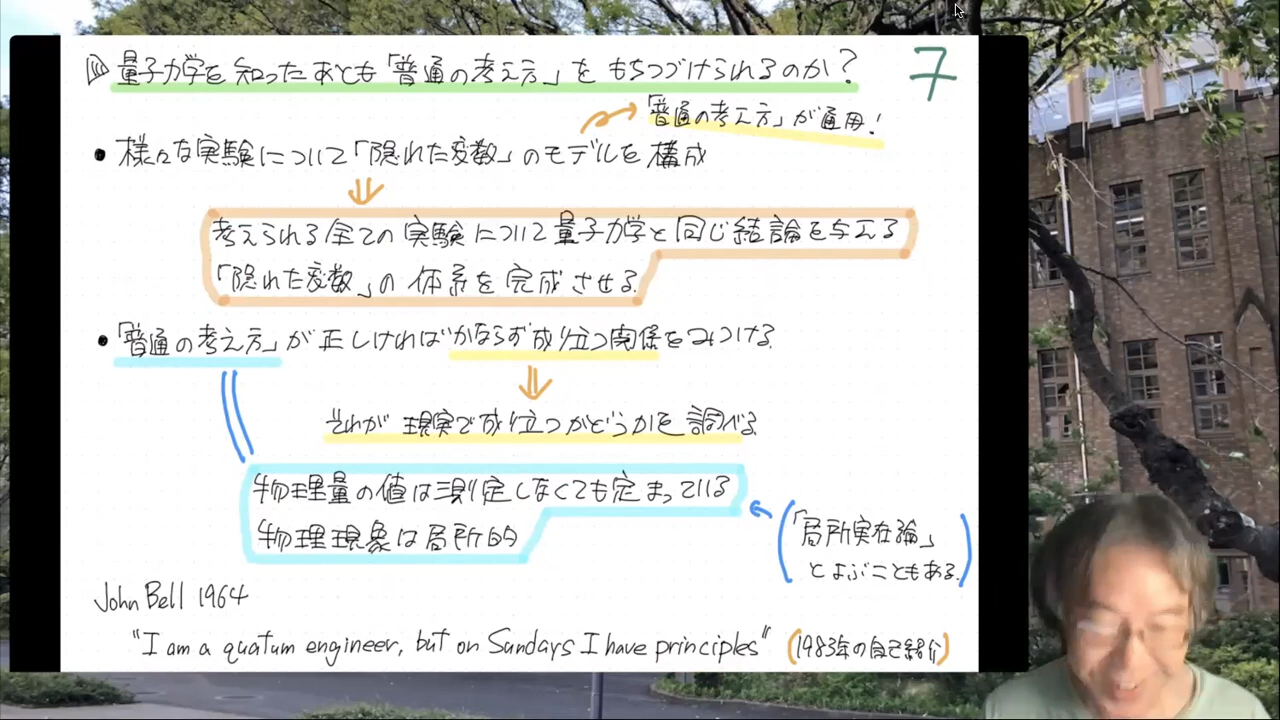 量子力学を知ったあとも「普通の考え方」をもちつづけられるのか? 7
「普通の考え方」が通用!
• 様々な実験について「隠れた変数」のモデルを構成
考えられる全ての実験について量子力学と同じ結論を与える
「隠れた変数」の体系を完成させる.
• 「普通の考え方」が正しければかならず成り立つ関係をみつける.
それが現実で成り立つかどうかを調べる
物理量の値は測定しなくても定まっている
物理現象は局所的
(「局所実在論」
とよぶこともある.)
John Bell 1964
"I am a quatum engineer, but on Sundays I have principles" (1983年の自己紹介)